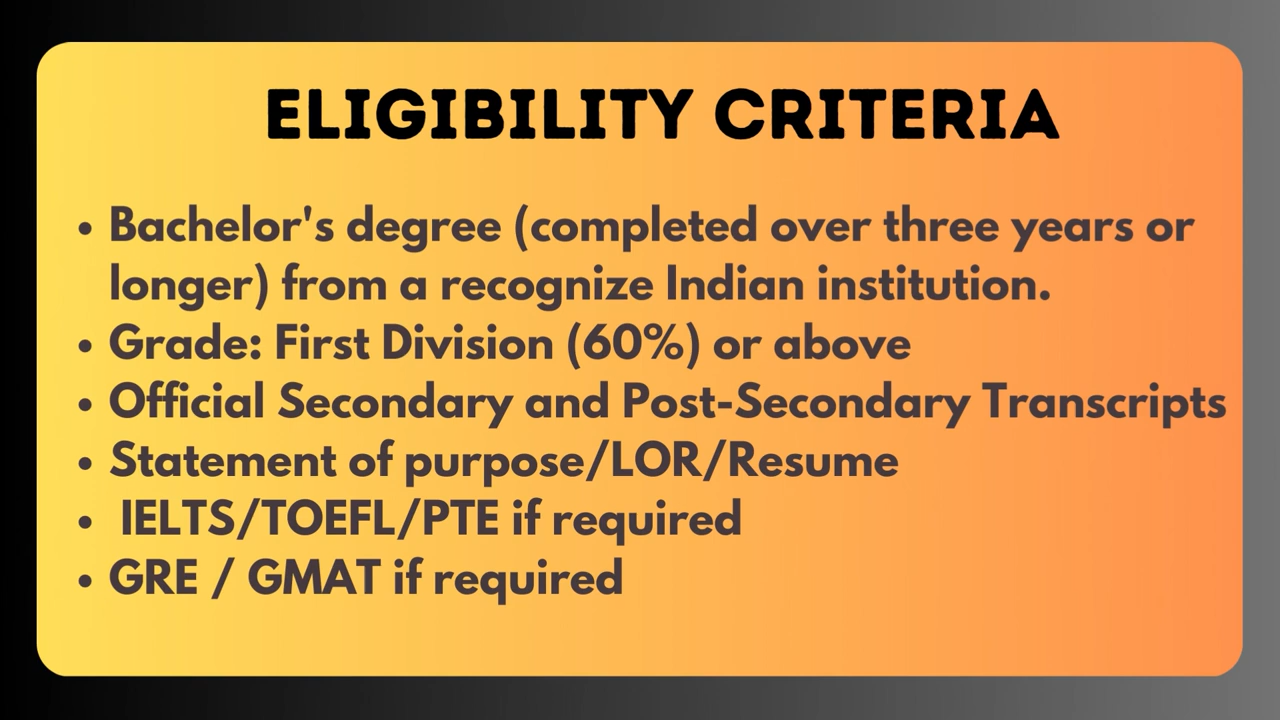 ELIGIBILITY CRITERIA
• Bachelor's degree (completed over three years or
longer) from a recognize Indian institution.
• Grade: First Division (60%) or above
• Official Secondary and Post-Secondary Transcripts
• Statement of purpose/LOR/Resume
• IELTS/TOEFL/PTE if required
• GRE / GMAT if required